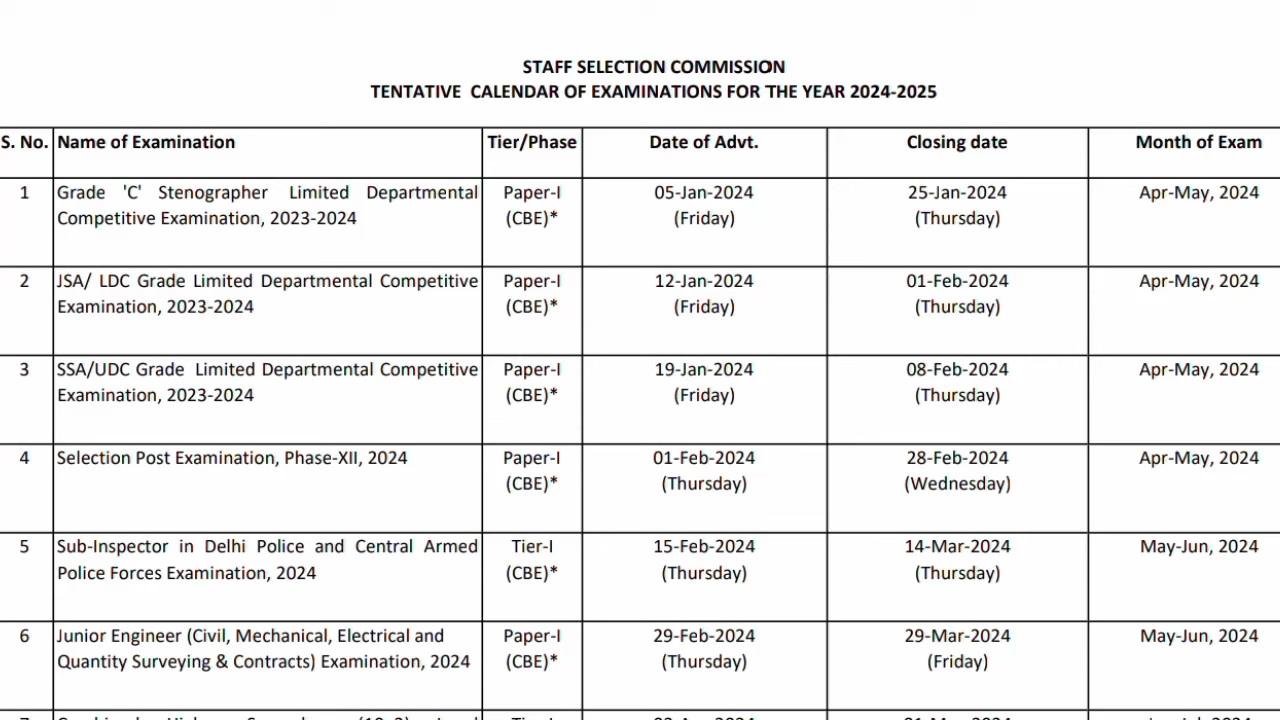 STAFF SELECTION COMMISSION
TENTATIVE CALENDAR OF EXAMINATIONS FOR THE YEAR 2024-2025
S. No. Name of Examination Tier/Phase Date of Advt. Closing date Month of Exam
1 Grade 'C' Stenographer Limited Departmental Paper-I 05-Jan-2024 25-Jan-2024 Apr-May, 2024
Competitive Examination, 2023-2024 (CBE)* (Friday) (Thursday)
2 JSA/ LDC Grade Limited Departmental Competitive Paper-I 12-Jan-2024 01-Feb-2024 Apr-May, 2024
Examination, 2023-2024 (CBE)* (Friday) (Thursday)
3 SSA/UDC Grade Limited Departmental Competitive Paper-I 19-Jan-2024 08-Feb-2024 Apr-May, 2024
Examination, 2023-2024 (CBE)* (Friday) (Thursday)
4 Selection Post Examination, Phase-XII, 2024 Paper-I 01-Feb-2024 28-Feb-2024 Apr-May, 2024
(CBE)* (Thursday) (Wednesday)
5 Sub-Inspector in Delhi Police and Central Armed Tier-I 15-Feb-2024 14-Mar-2024 May-Jun, 2024
Police Forces Examination, 2024 (CBE)* (Thursday) (Thursday)
6 Junior Engineer (Civil, Mechanical, Electrical and Paper-I 29-Feb-2024 29-Mar-2024 May-Jun, 2024
Quantity Surveying & Contracts) Examination, 2024 (CBE)* (Thursday) (Friday)